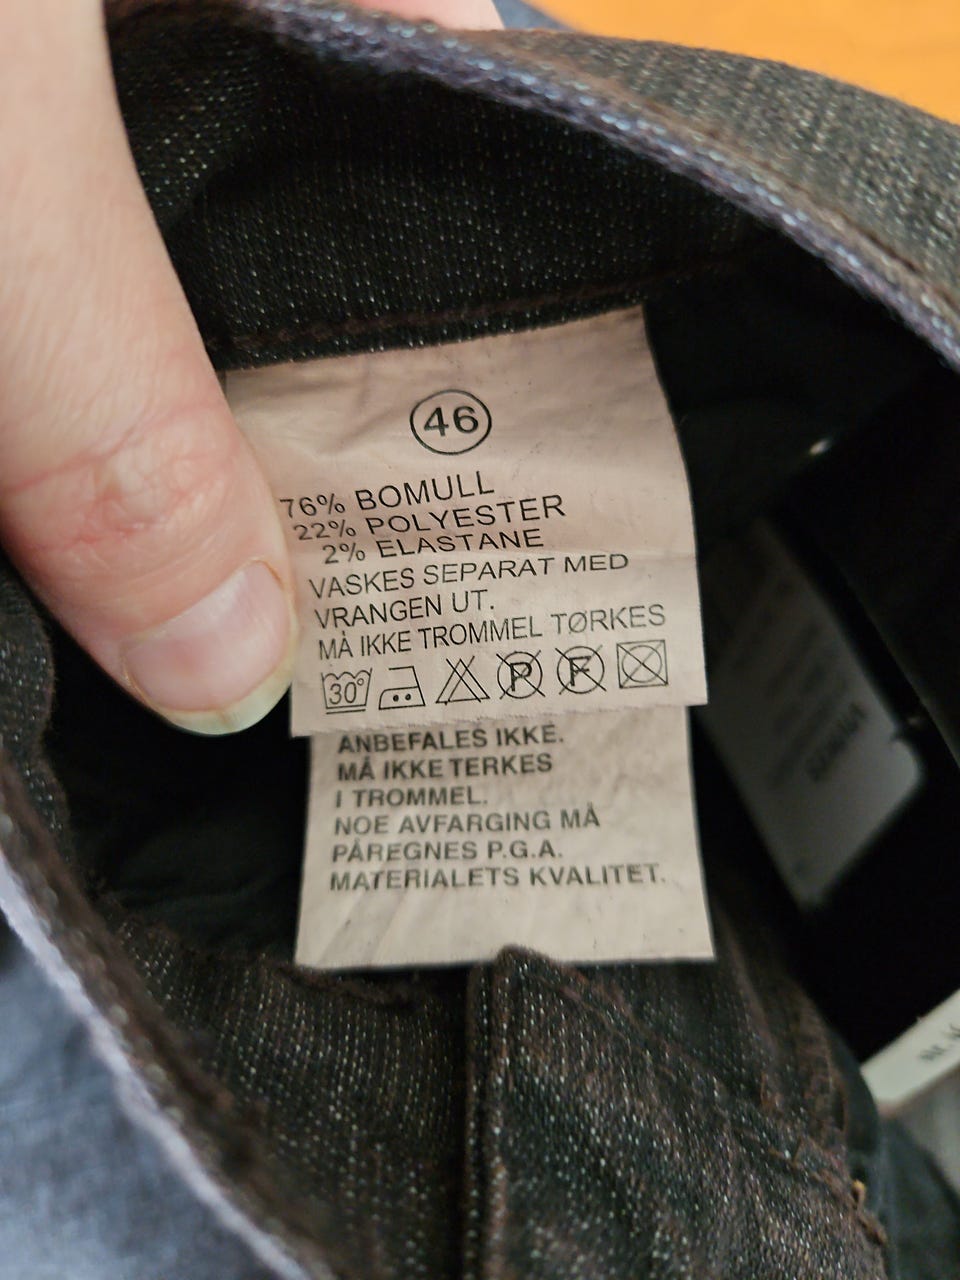 46
76% BOMULL
22% POLYESTER
2% ELASTANE
VASKES SEPARAT MED
VRANGEN UT.
MÅ IKKE TROMMEL TØRKES
30° P F
ANBEFALES IKKE.
MÅ IKKE TERKES
I TROMMEL.
NOE AVFARGING MÅ
PÅREGNES P.G.A.
MATERIALETS KVALITET.